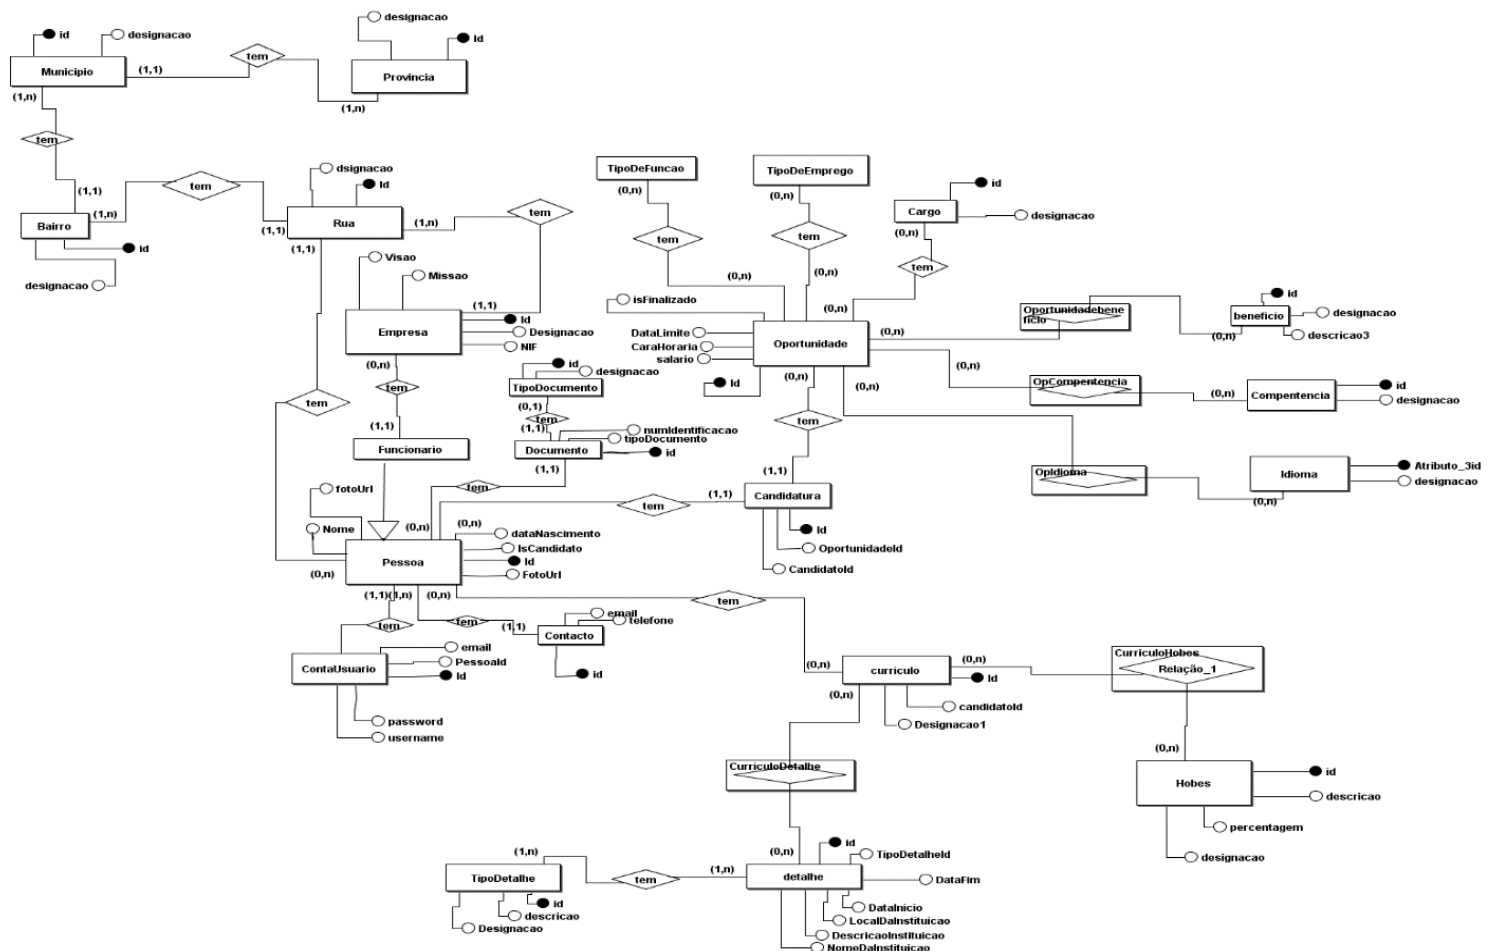 designacao
id
designacao
Id
Municipio
tem
Provincia
(1,1)
(1,n)
(1,n)
tem
dsignacao
Id
TipoDeFuncao
TipoDeEmprego
(0,n)
(0,n)
id
Cargo
designacao
(0,n)
(1,1)
tem
(1,n)
Bairro
Rua
(1,n)
tem
(1,1)
(1,1)
id
designacao
Visao
Missao
tem
tem
tem
(0,n)
(0,n)
(0,n)
isFinalizado
(1,1)
Empresa
Id
Designacao
NIF
(0,n)
DataLimite
CaraHoraria
salario
Id
Oportunidade
(0,n)
Oportunidadebene
ficio
id
beneficio
designacao
descricao3
(0,n)
(0,n)
OpCompentencia
(0,n)
Compentencia
id
designacao
(0,n)
(0,n)
tem
id
designacao
TipoDocumento
(0,1)
tem
(1,1)
numIdentificacao
tipoDocumento
id
Documento
(1,1)
tem
tem
(1,1)
Funcionario
tem
(1,1)
OpIdioma
(0,n)
Idioma
Atributo_3id
designacao
fotoUrl
Nome
tem
(0,n)
(0,n)
tem
(1,1)
Candidatura
Id
OportunidadeId
CandidatoId
dataNascimento
IsCandidato
Id
FotoUrl
Pessoa
(0,n)
(1,1)
(1,n)
(0,n)
tem
tem
(1,1)
Contacto
email
telefone
id
tem
ContaUsuario
email
PessoaId
Id
password
username
(0,n)
curriculo
(0,n)
(0,n)
Id
candidatoId
Designacao1
CurriculoHobes
Relação_1
(0,n)
Hobes
id
descricao
percentagem
designacao
CurriculoDetalhe
(0,n)
id
TipoDetalheId
(1,n)
TipoDetalhe
tem
(1,n)
detalhe
DataFim
id
descricao
Designacao
DataInicio
LocalDaInstituicao
DescricaoInstituicao
NomeDaInstituicao